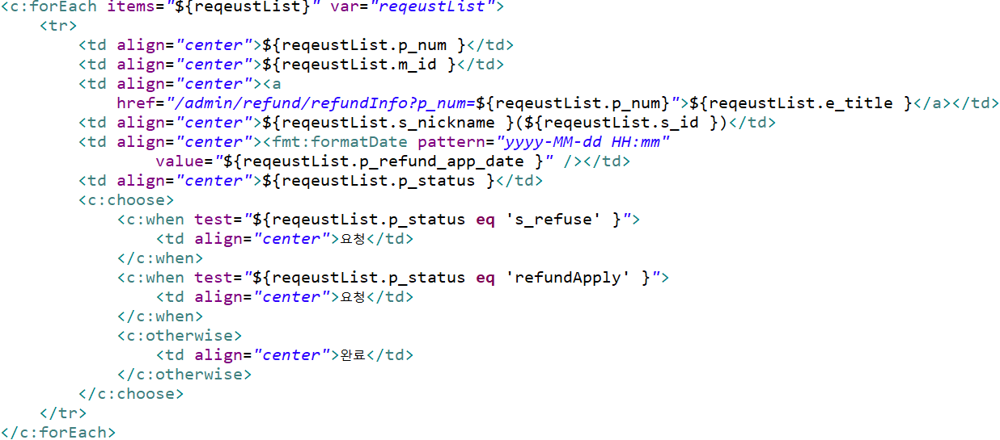 <c:forEach items="${reqeustList}" var="reqeustList">
<tr>
<td align="center">${reqeustList.p_num }</td>
<td align="center">${reqeustList.m_id }</td>
<td align="center"><a
href="/admin/refund/refundInfo?p_num=${reqeustList.p_num}">${reqeustList.e_title }</a></td>
<td align="center">${reqeustList.s_nickname }(${reqeustList.s_id })</td>
<td align="center"><fmt:formatDate pattern="yyyy-MM-dd HH:mm"
value="${reqeustList.p_refund_app_date }" /></td>
<td align="center">${reqeustList.p_status }</td>
<c:choose>
<c:when test="${reqeustList.p_status eq 's_refuse' }">
<td align="center">요청</td>
</c:when>
<c:when test="${reqeustList.p_status eq 'refundApply' }">
<td align="center">요청</td>
</c:when>
<c:otherwise>
<td align="center">완료</td>
</c:otherwise>
</c:choose>
</tr>
</c:forEach>